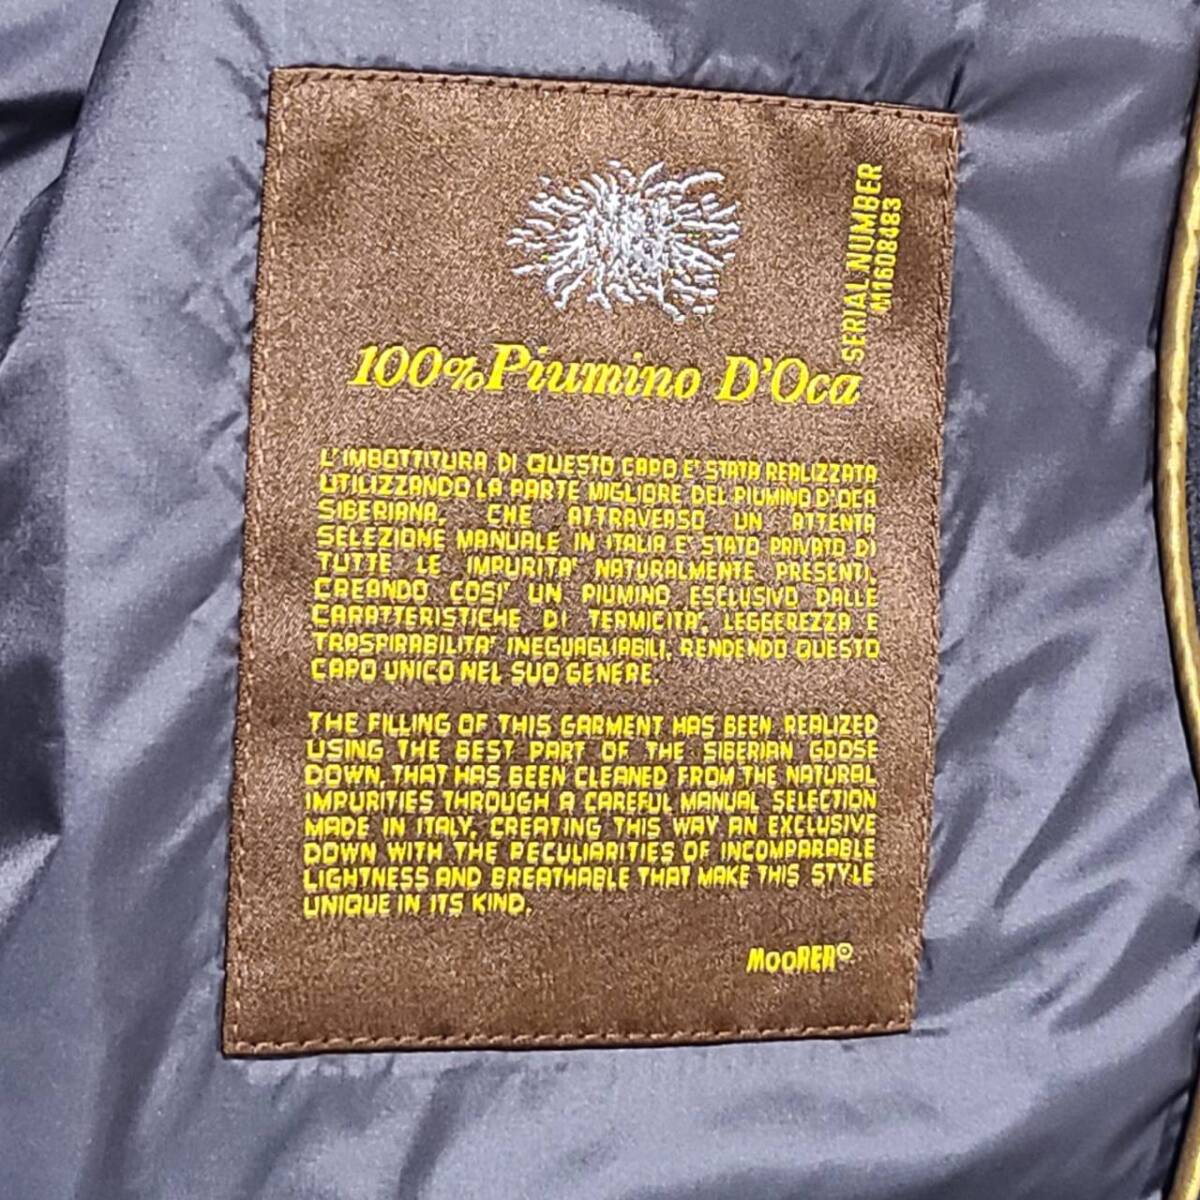 SERIAL NUMBER
M1608483
100% Piumino D'Oca
L'IMBOTTITURA DI QUESTO CAPO E' STATA REALIZZATA
UTILIZZANDO LA PARTE MIGLIORE DEL PIUMINO D'OCA
SIBERIANA, CHE ATTRAVERSO UN ATTENTA
SELEZIONE MANUALE IN ITALIA E' STATO PRIVATO DI
TUTTE LE IMPURITA' NATURALMENTE PRESENTI,
CREANDO COSI' UN PIUMINO ESCLUSIVO DALLE
CARATTERISTICHE DI TERMICITA', LEGGEREZZA E
TRASPIRABILITA' INEGUAGLIABILI, RENDENDO QUESTO
CAPO UNICO NEL SUO GENERE.
THE FILLING OF THIS GARMENT HAS BEEN REALIZED
USING THE BEST PART OF THE SIBERIAN GOOSE
DOWN, THAT HAS BEEN CLEANED FROM THE NATURAL
IMPURITIES THROUGH A CAREFUL MANUAL SELECTION
MADE IN ITALY, CREATING THIS WAY AN EXCLUSIVE
DOWN WITH THE PECULIARITIES OF INCOMPARABLE
LIGHTNESS AND BREATHABLE THAT MAKE THIS STYLE
UNIQUE IN ITS KIND.
MOORER©